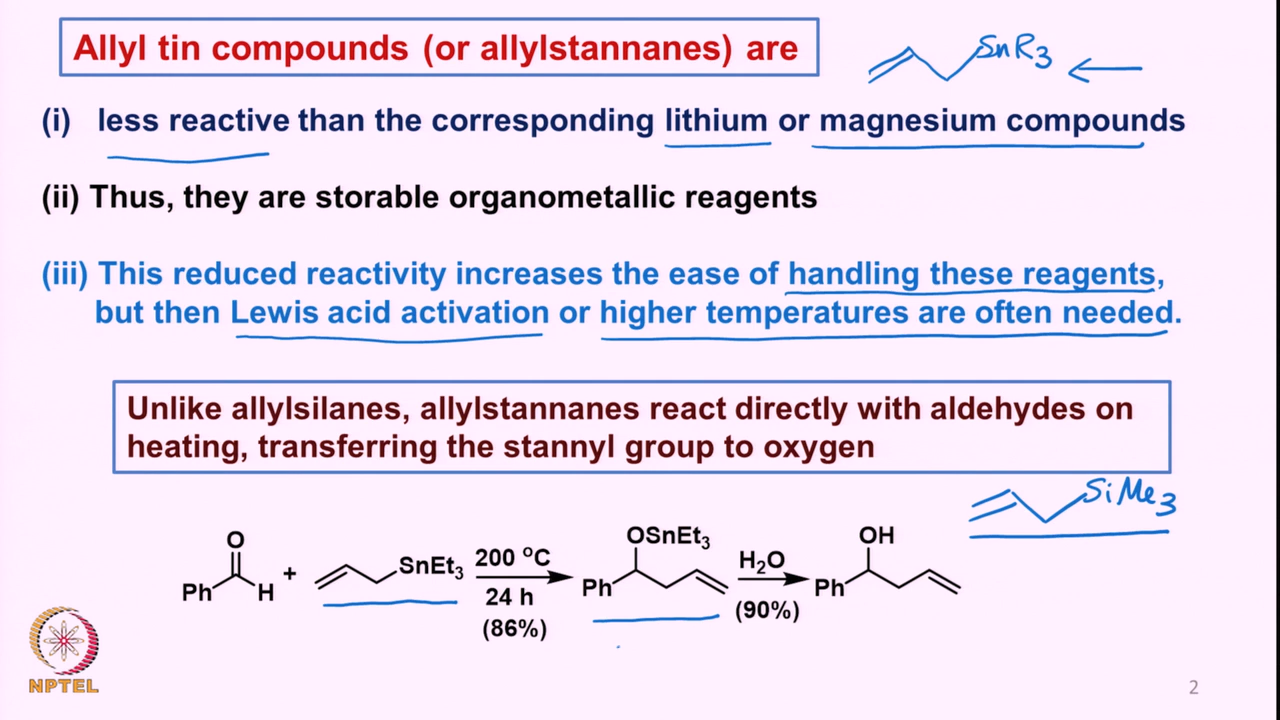 Allyl tin compounds (or allylstannanes) are
SnR3
(i) less reactive than the corresponding lithium or magnesium compounds
(ii) Thus, they are storable organometallic reagents
(iii) This reduced reactivity increases the ease of handling these reagents,
but then Lewis acid activation or higher temperatures are often needed.
Unlike allylsilanes, allylstannanes react directly with aldehydes on
heating, transferring the stannyl group to oxygen
SiMe3
O
Ph H + SnEt3 200 ºC
24 h
(86%)
OSnEt3
Ph
H2O
(90%)
OH
Ph
NPTEL
2